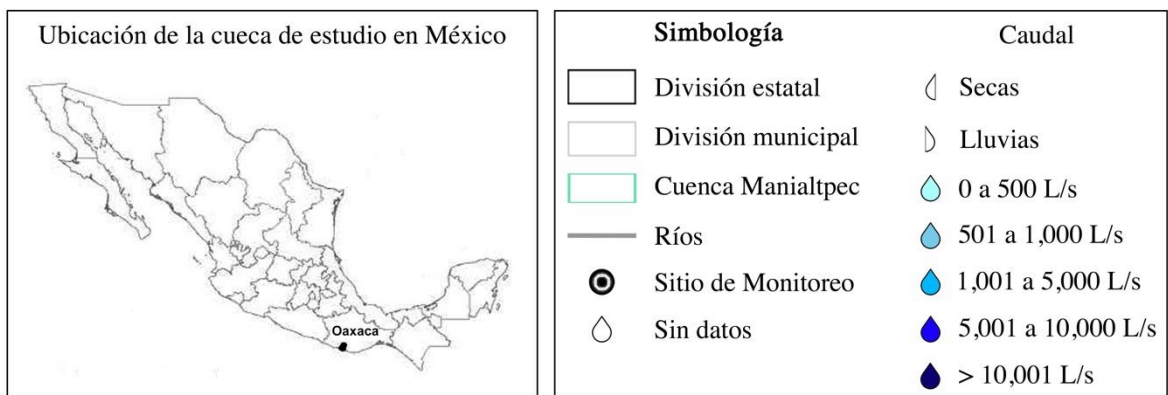 Ubicación de la cueca de estudio en México
Oaxaca
Simbología
División estatal
División municipal
Cuenca Manialtpec
Ríos
Sitio de Monitoreo
Sin datos
Caudal
Secas
Lluvias
0 a 500 L/s
501 a 1,000 L/s
1,001 a 5,000 L/s
5,001 a 10,000 L/s
> 10,001 L/s